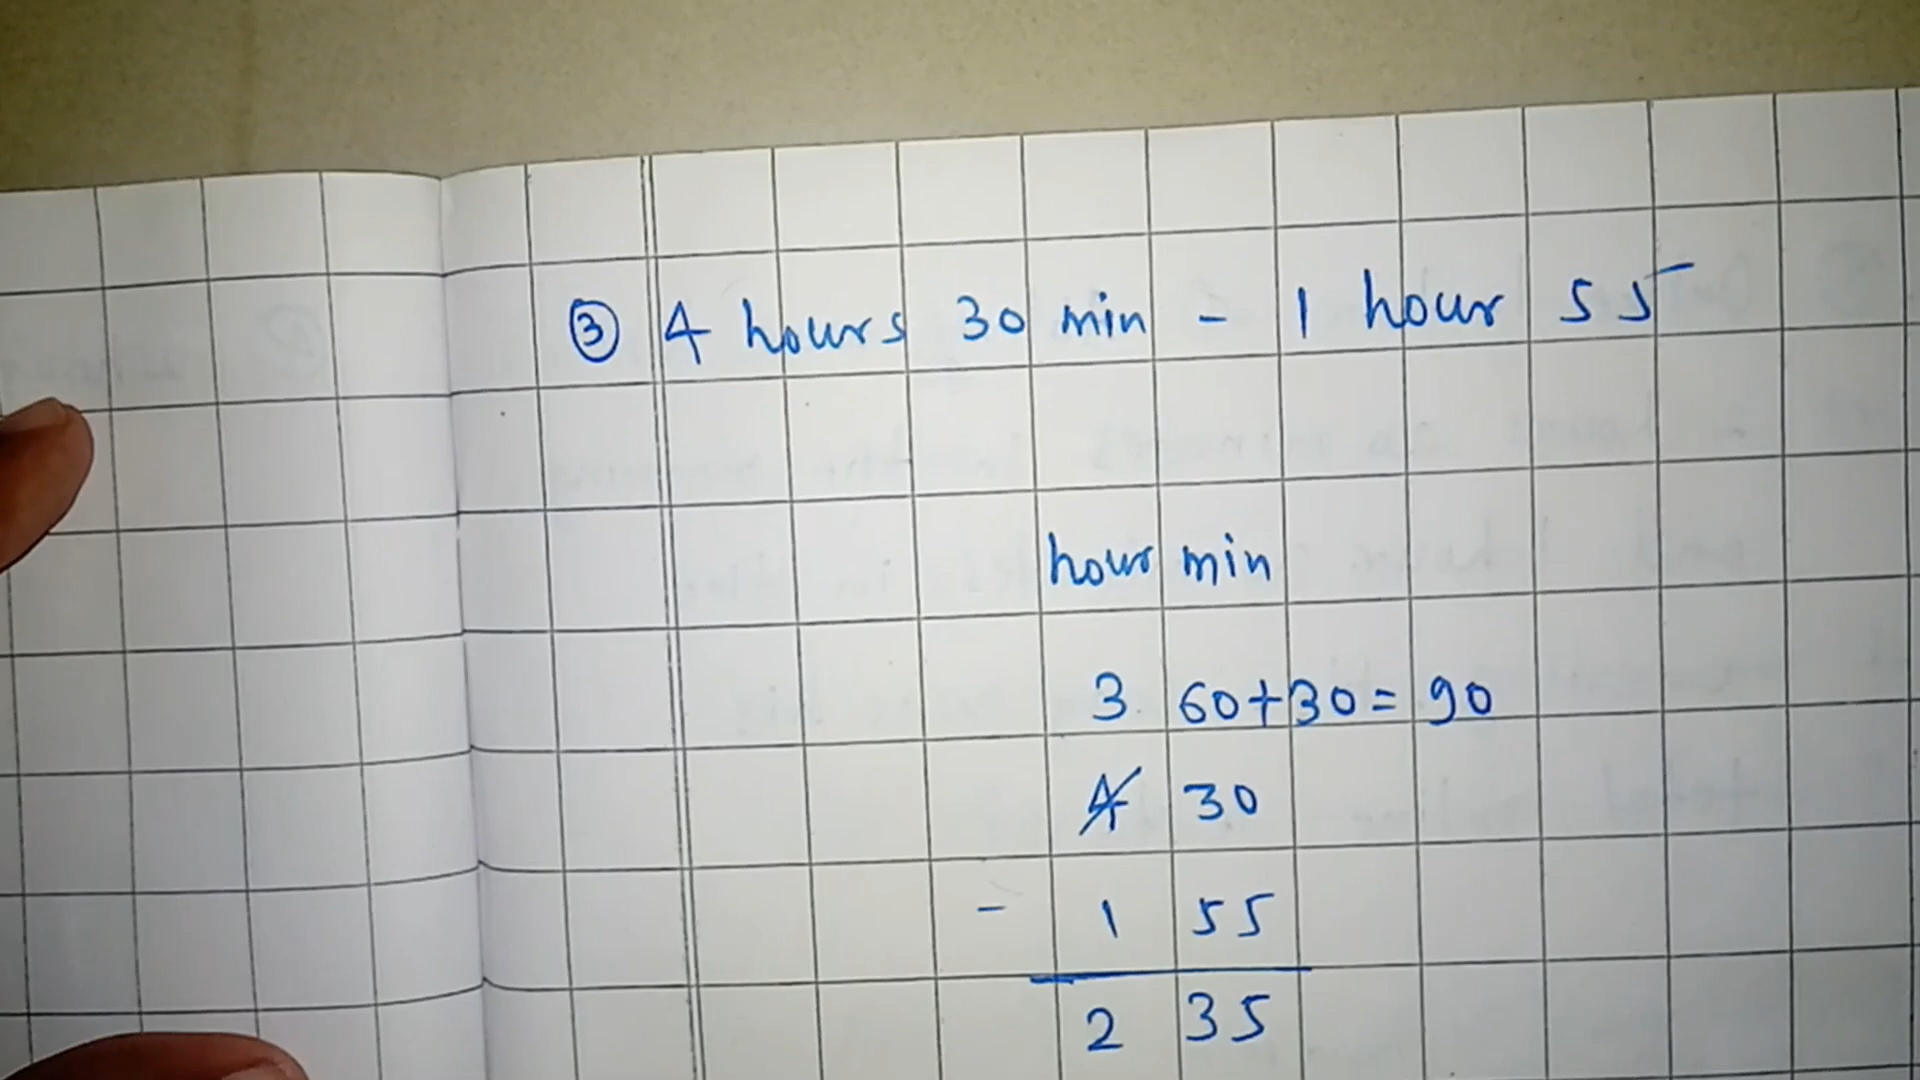 ③ 4 hours 30 min - 1 hour 55
hour min
3 60+30=90
4 30
- 1 55
2 35